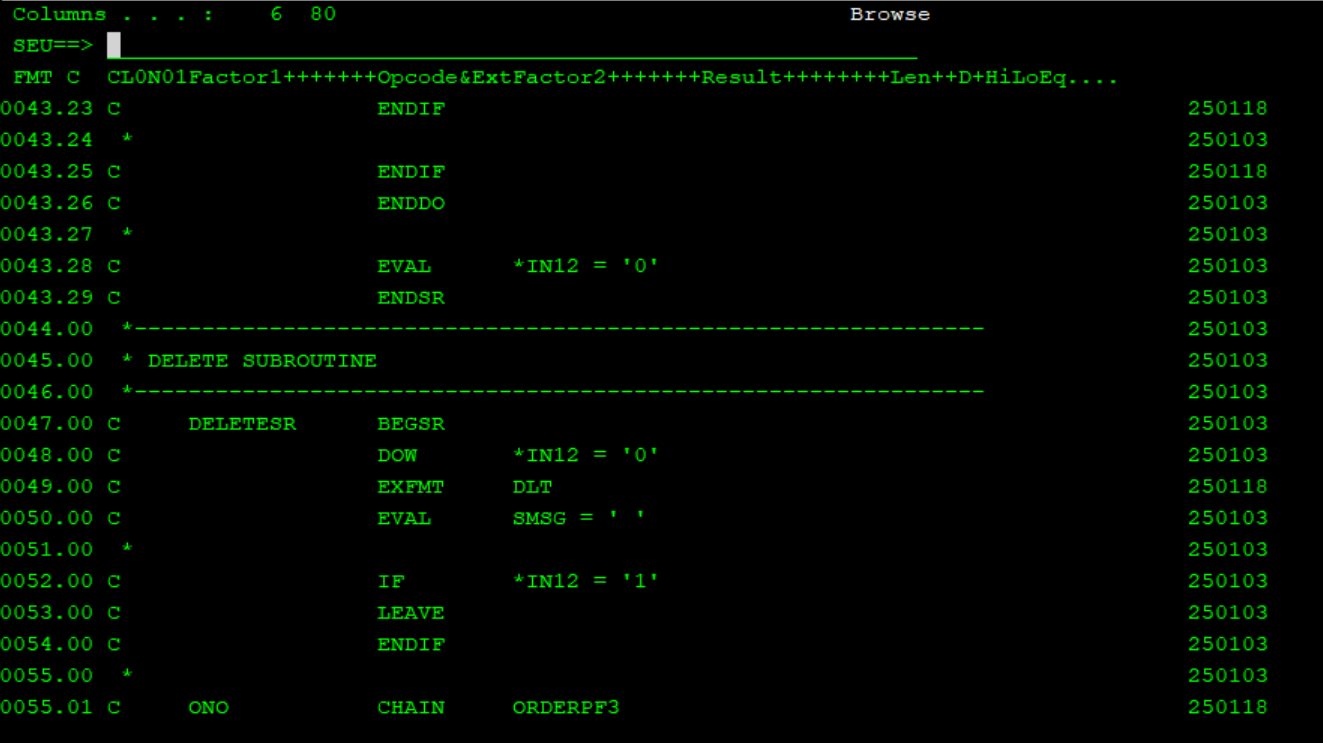 Columns . . . :    6  80                                      Browse
SEU==>
FMT C  CL0N01Factor1+++++++Opcode&ExtFactor2+++++++Result++++++++Len++D+HiLoEq....
0043.23 C                   ENDIF                                                       250118
0043.24  *                                                                              250103
0043.25 C                   ENDIF                                                       250118
0043.26 C                   ENDDO                                                       250103
0043.27  *                                                                              250103
0043.28 C                   EVAL      *IN12 = '0'                                       250103
0043.29 C                   ENDSR                                                       250103
0044.00  *---------------------------------------------------------------               250103
0045.00  * DELETE SUBROUTINE                                                            250103
0046.00  *---------------------------------------------------------------               250103
0047.00 C     DELETESR      BEGSR                                                       250103
0048.00 C                   DOW       *IN12 = '0'                                       250103
0049.00 C                   EXFMT     DLT                                               250118
0050.00 C                   EVAL      SMSG = ' '                                        250103
0051.00  *                                                                              250103
0052.00 C                   IF        *IN12 = '1'                                       250103
0053.00 C                   LEAVE                                                       250103
0054.00 C                   ENDIF                                                       250103
0055.00  *                                                                              250103
0055.01 C     ONO           CHAIN     ORDERPF3                                          250118